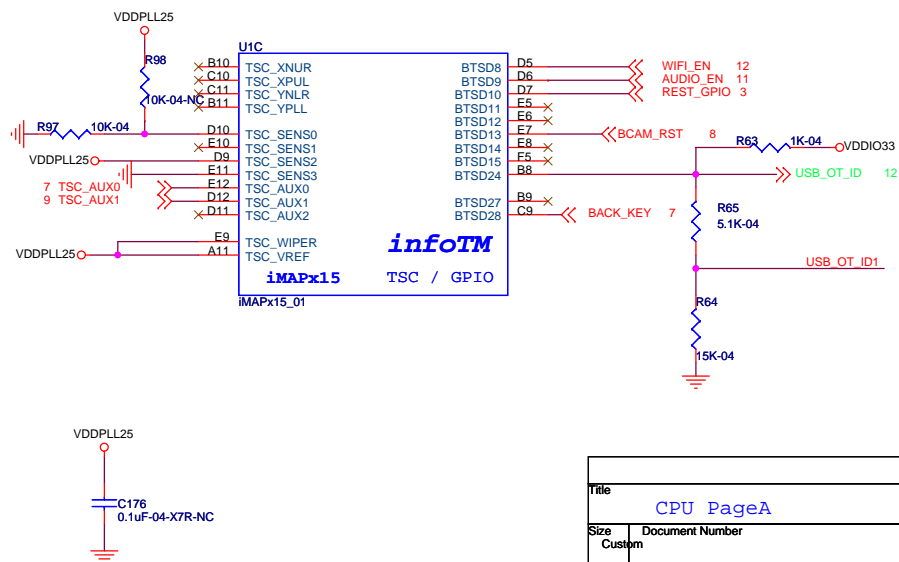 VDDPLL25
R98
10K-04-NC
R97
10K-04
VDDPLL25
7 TSC_AUX0
9 TSC_AUX1
VDDPLL25
U1C
B10 TSC_XNUR
C10 TSC_XPUL
C11 TSC_YNLR
B11 TSC_YPLL
D10 TSC_SENS0
E10 TSC_SENS1
D9 TSC_SENS2
E11 TSC_SENS3
E12 TSC_AUX0
D12 TSC_AUX1
D11 TSC_AUX2
E9 TSC_WIPER
A11 TSC_VREF
BTSD8 D5 WIFI_EN 12
BTSD9 D6 AUDIO_EN 11
BTSD10 D7 REST_GPIO 3
BTSD11 E5
BTSD12 E6
BTSD13 E7 BCAM_RST 8
BTSD14 E8
BTSD15 F5
BTSD24 B8
BTSD27 B9
BTSD28 C9 BACK_KEY 7
infoTM
iMAPx15 TSC / GPIO
iMAPx15_01
R63 1K-04 VDDIO33
USB_OT_ID 12
R65
5.1K-04
USB_OT_ID1
R64
15K-04
VDDPLL25
C176
0.1uF-04-X7R-NC
Title
CPU PageA
Size Document Number
Custom